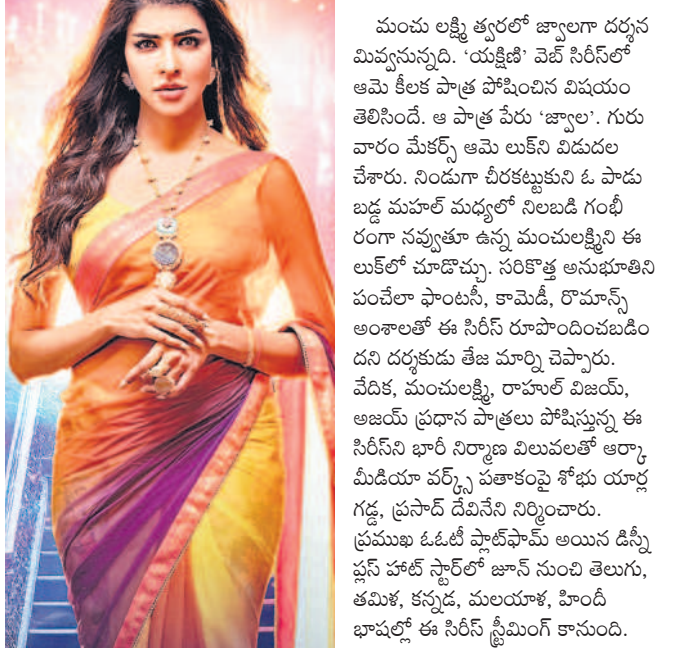 మంచు లక్ష్మి త్వరలో జ్వాలగా దర్శన
మివ్వనున్నది. ‘యక్షిణి’ వెబ్ సిరీస్‌లో
ఆమె కీలక పాత్ర పోషించిన విషయం
తెలిసిందే. ఆ పాత్ర పేరు ‘జ్వాల’. గురు
వారం మేకర్స్ ఆమె లుక్‌ని విడుదల
చేశారు. నిండుగా చీరకట్టుకుని ఓ పాడు
బడ్డ మహల్ మధ్యలో నిలబడి గంభీ
రంగా నవ్వుతూ ఉన్న మంచులక్ష్మిని ఈ
లుక్‌లో చూడొచ్చు. సరికొత్త అనుభూతిని
పంచేలా ఫాంటసీ, కామెడీ, రొమాన్స్
అంశాలతో ఈ సిరీస్ రూపొందించబడిం
దని దర్శకుడు తేజ మార్ని చెప్పారు.
వేదిక, మంచులక్ష్మి, రాహుల్ విజయ్,
అజయ్ ప్రధాన పాత్రలు పోషిస్తున్న ఈ
సిరీస్‌ని భారీ నిర్మాణ విలువలతో ఆర్కా
మీడియా వర్క్స్ పతాకంపై శోభు యార్ల
గడ్డ, ప్రసాద్ దేవినేని నిర్మించారు.
ప్రముఖ ఓఓటీ ప్లాట్‌ఫామ్ అయిన డిస్నీ
ప్లస్ హాట్ స్టార్‌లో జూన్ నుంచి తెలుగు,
తమిళ, కన్నడ, మలయాళ, హిందీ
భాషల్లో ఈ సిరీస్ స్ట్రీమింగ్ కానుంది.